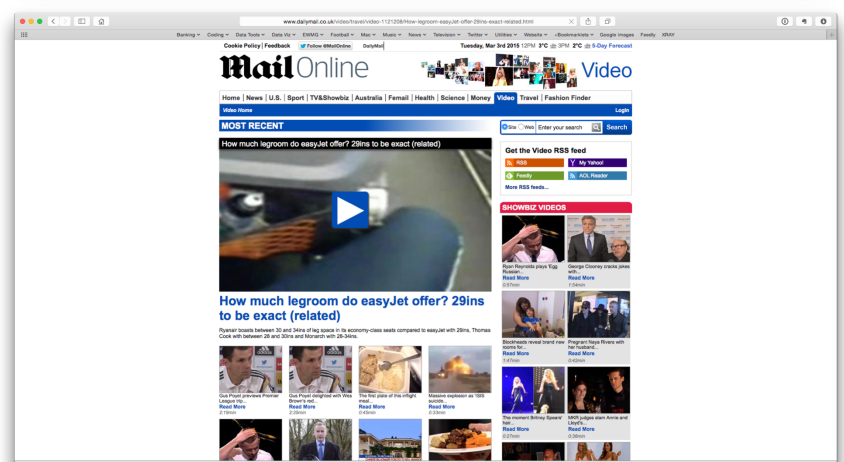 www.dailymail.co.uk/video/travel/video-1121208/How-legroom-easyJet-offer-29ins-exact-related.html
Banking Coding Data Tools Data Viz EWMG Football Mac Music News Television Twitter Utilities Website +Bookmarklets Google Images Feedly XRAY
Cookie Policy Feedback Follow @MailOnline DailyMail Tuesday, Mar 3rd 2015 12PM 3°C 3PM 2°C 5-Day Forecast
Mail Online Video
Home News U.S. Sport TV&Showbiz Australia Femail Health Science Money Video Travel Fashion Finder
Video Home Login
MOST RECENT
How much legroom do easyJet offer? 29ins to be exact (related)
How much legroom do easyJet offer? 29ins
to be exact (related)
Ryanair boasts between 30 and 34ins of leg space in its economy-class seats compared to easyJet with 29ins, Thomas
Cook with between 28 and 30ins and Monarch with 28-34ins.
Gus Poyet previews Premier
League trip...
Read More
2:19min
Gus Poyet delighted with Wes
Brown's red...
Read More
2:35min
The first plate of this inflight
meal...
Read More
0:43min
Massive explosion as 'ISIS
suicide...
Read More
0:33min
Site Web Enter your search Search
Get the Video RSS feed
RSS My Yahoo!
Feedly AOL Reader
More RSS feeds...
SHOWBIZ VIDEOS
Ryan Reynolds plays 'Egg
Russian...
Read More
0:57min
George Clooney cracks jokes
with...
Read More
1:54min
Blockheads reveal brand new
rooms for...
Read More
1:47min
Pregnant Naya Rivers with
her husband...
Read More
0:42min
The moment Britney Spears'
hair...
Read More
0:27min
MKR judges slam Annie and
Lloyd's...
Read More
0:30min